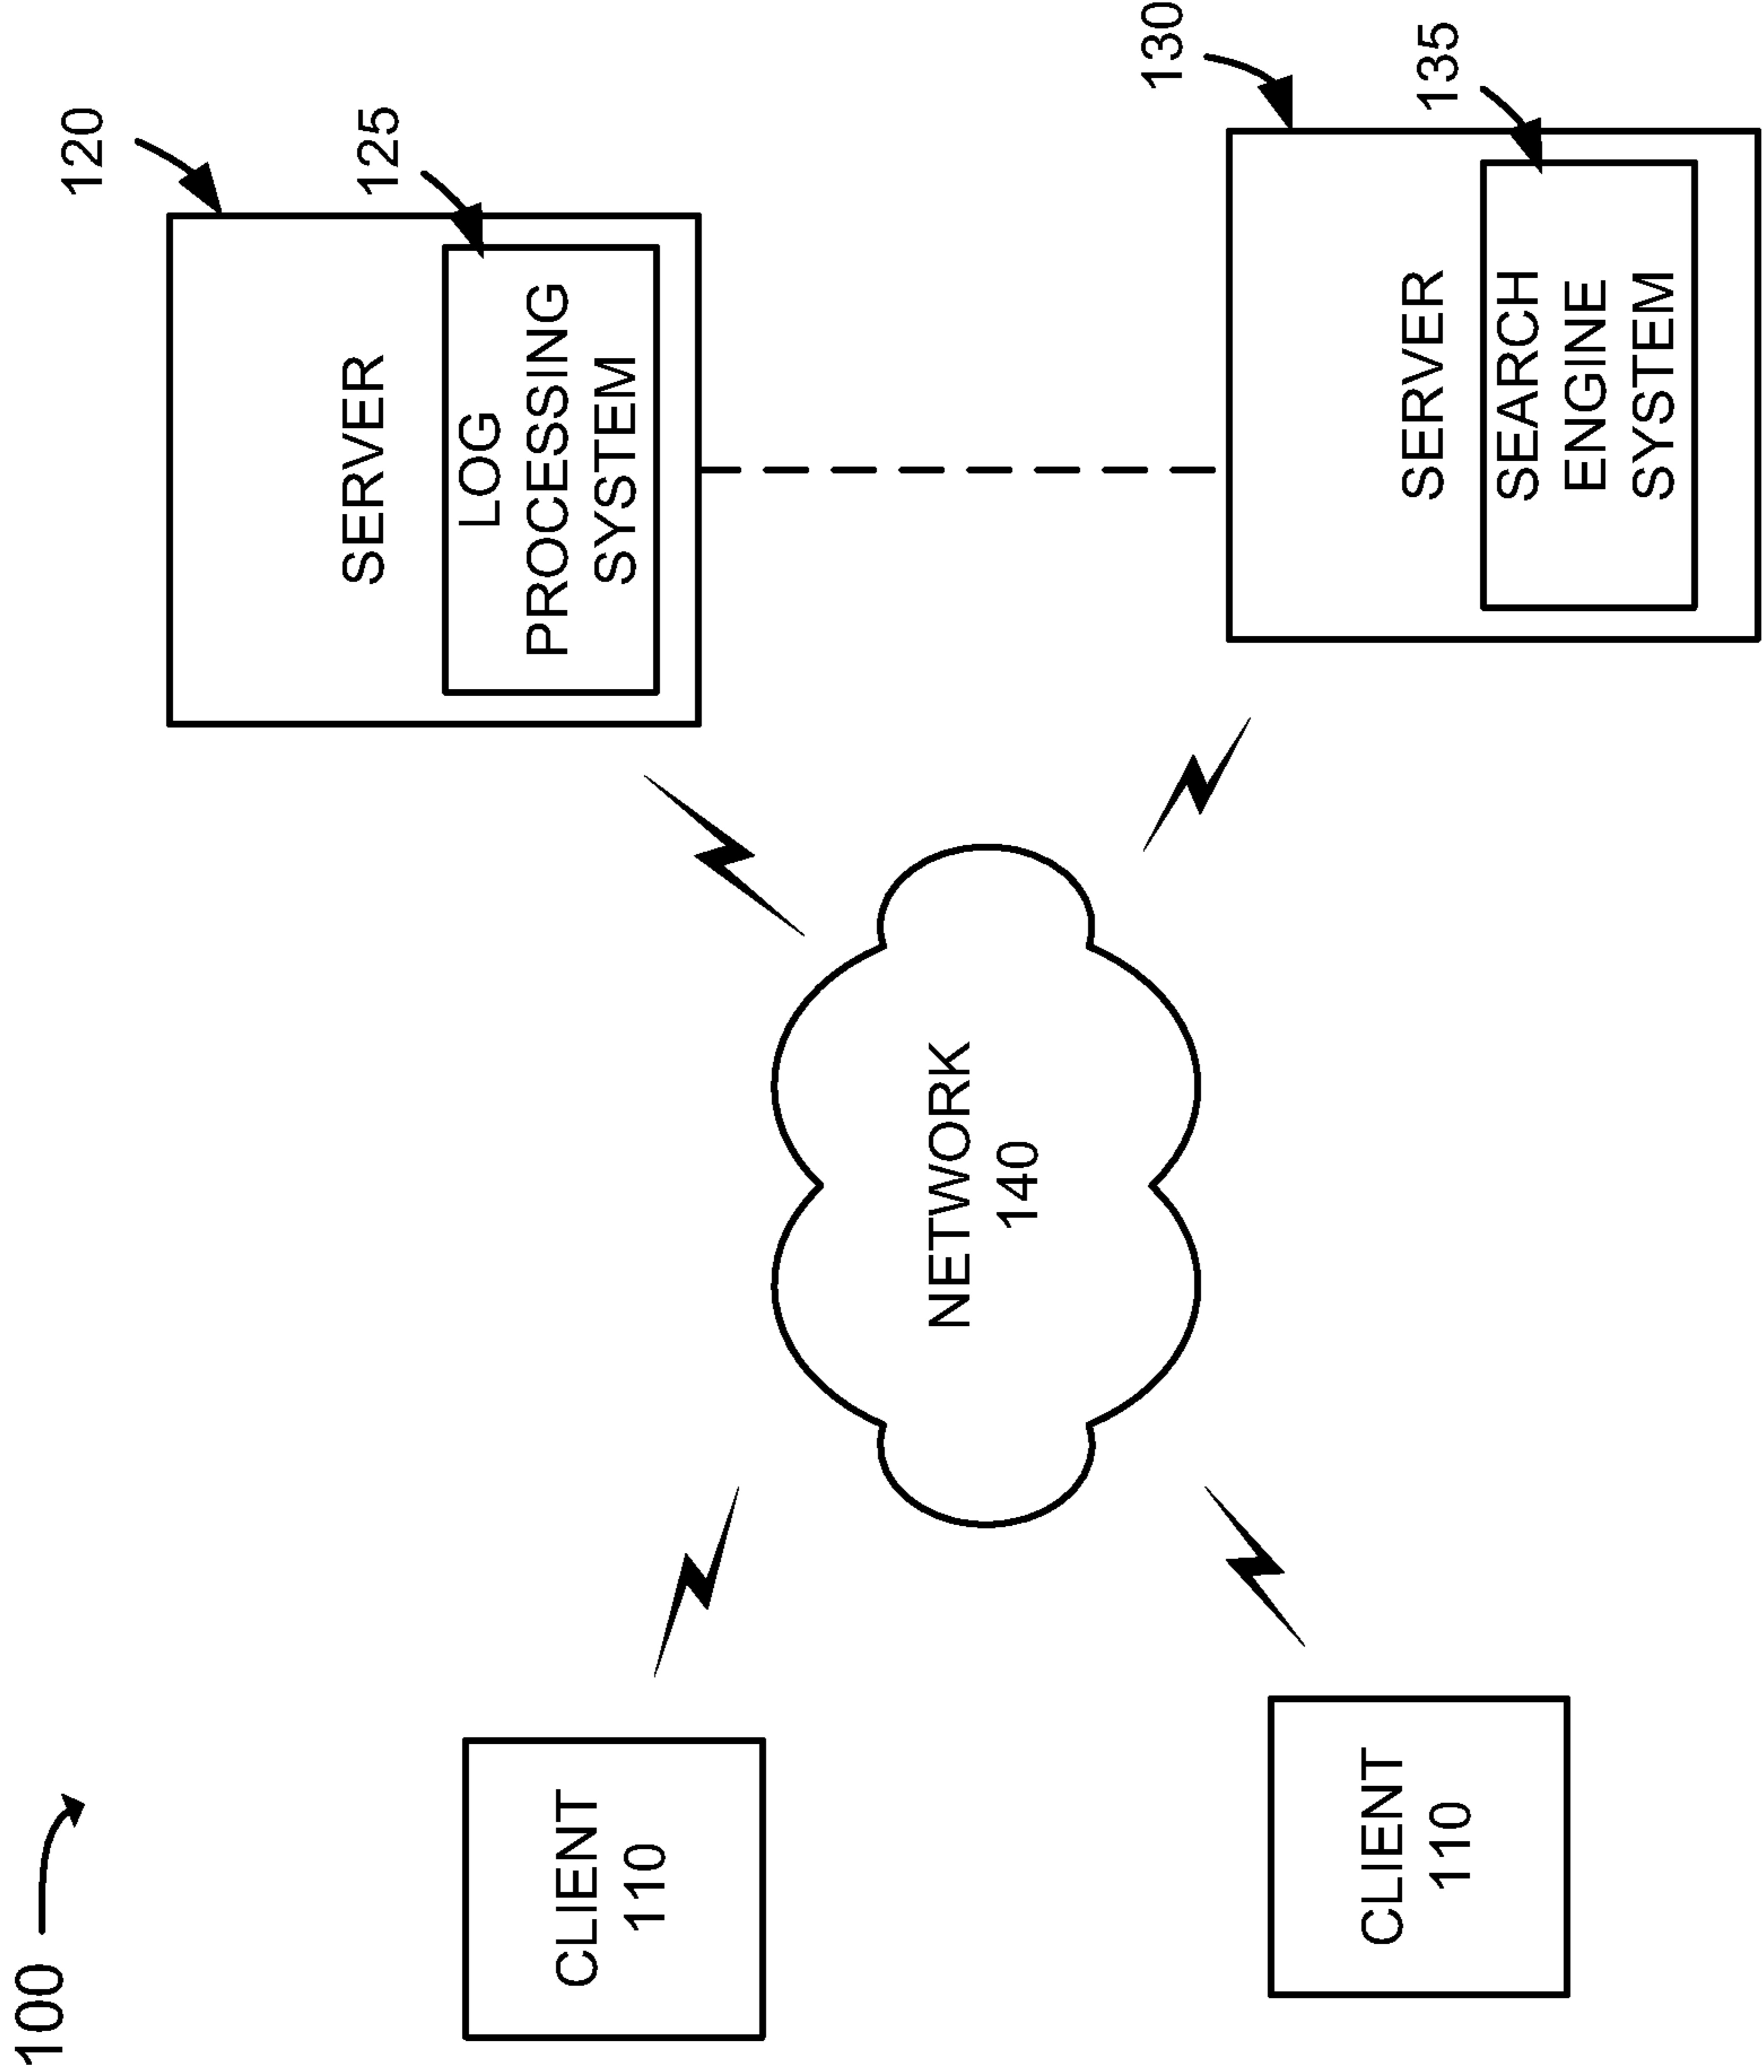 100
CLIENT
110
CLIENT
110
NETWORK
140
120
SERVER
125
LOG
PROCESSING
SYSTEM
130
SERVER
135
SEARCH
ENGINE
SYSTEM